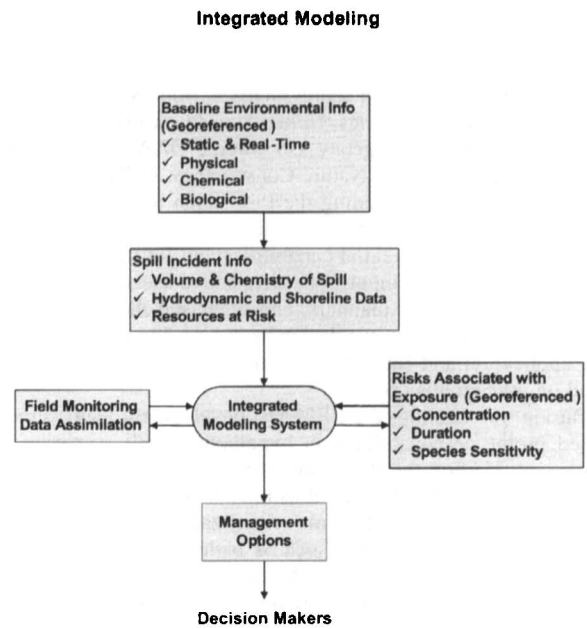 Integrated Modeling
Baseline Environmental Info
(Georeferenced)
✓ Static & Real-Time
✓ Physical
✓ Chemical
✓ Biological
Spill Incident Info
✓ Volume & Chemistry of Spill
✓ Hydrodynamic and Shoreline Data
✓ Resources at Risk
Field Monitoring
Data Assimilation
Integrated
Modeling System
Risks Associated with
Exposure (Georeferenced)
✓ Concentration
✓ Duration
✓ Species Sensitivity
Management
Options
Decision Makers